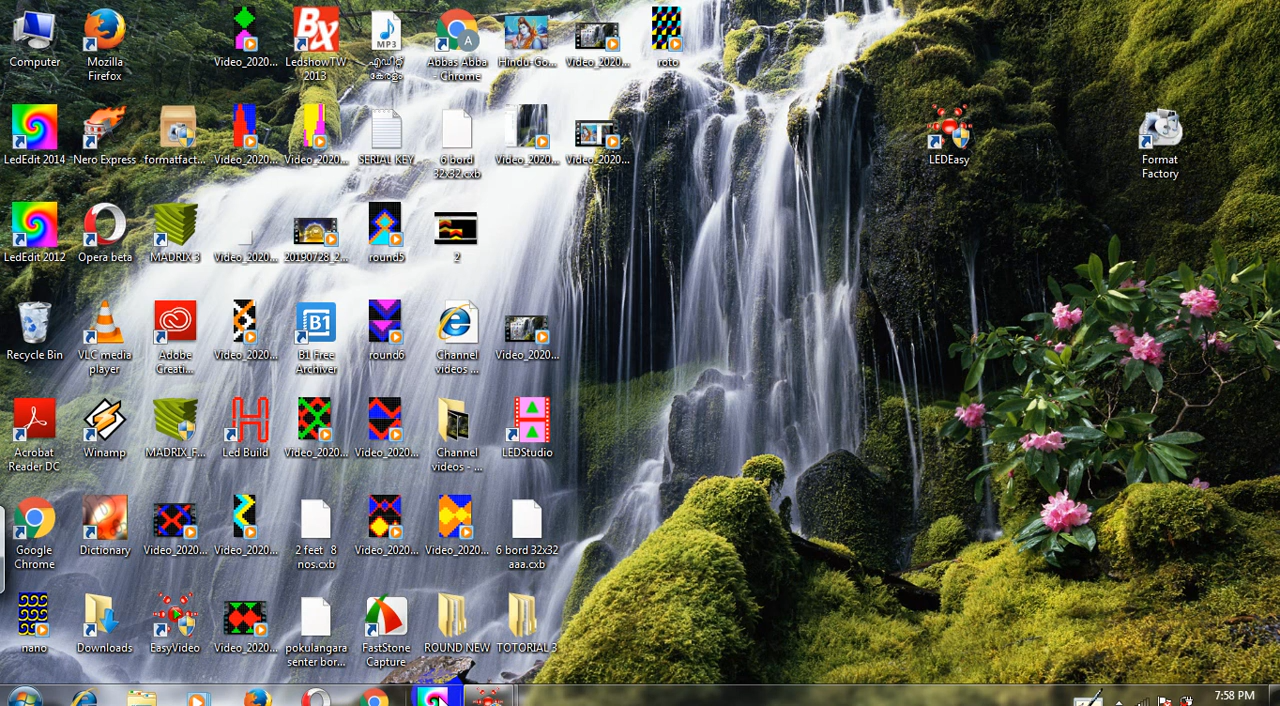 Computer
Mozilla
Firefox
Video_2020...
BX
LedshowTW
2013
MP3
എഡിറ്റ്
കേരളം
A
Abbas Abba
- Chrome
Hindu-Go...
Video_2020...
roto
LedEdit 2014
Nero Express
formatfact...
Video_2020...
Video_2020...
SERIAL KEY
6 bord
32x32.cxb
Video_2020...
Video_2020...
LEDEasy
Format
Factory
LedEdit 2012
Opera beta
MADRIX 3
Video_2020...
20190728_2...
round5
2
Recycle Bin
VLC media
player
Adobe
Creati...
Video_2020...
B1
B1 Free
Archiver
round6
Channel
videos ...
Video_2020...
Acrobat
Reader DC
Winamp
MADRIX_F...
Led Build
Video_2020...
Video_2020...
Channel
videos - ...
LEDStudio
Google
Chrome
Dictionary
Video_2020...
Video_2020...
2 feet 8
nos.cxb
Video_2020...
Video_2020...
6 bord 32x32
aaa.cxb
nano
Downloads
EasyVideo
Video_2020...
pokulangara
senter bor...
FastStone
Capture
ROUND NEW
TOTORIAL 3
7:58 PM